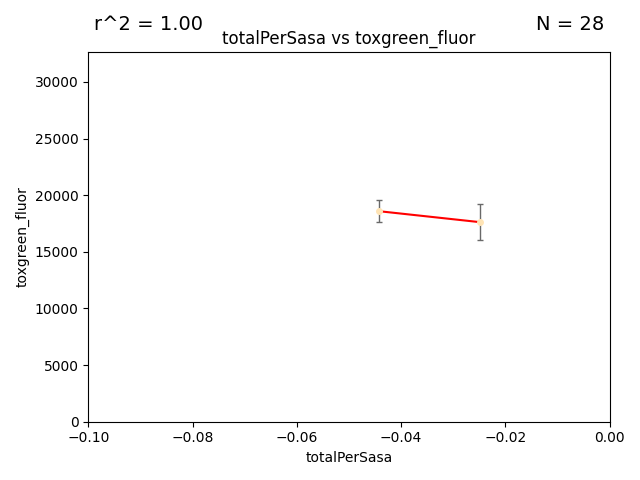 r^2 = 1.00
N = 28
totalPerSasa vs toxgreen_fluor
30000
25000
20000
15000
10000
5000
0
toxgreen_fluor
−0.10
−0.08
−0.06
−0.04
−0.02
0.00
totalPerSasa